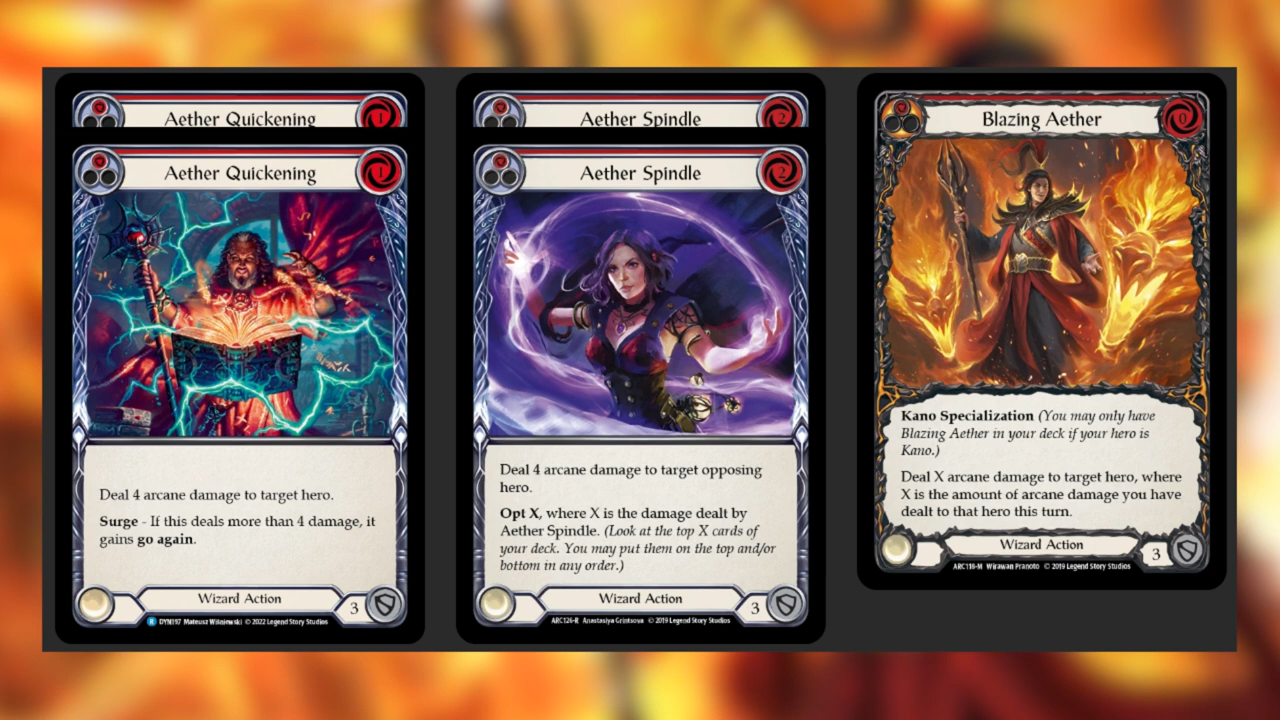 Aether Quickening
1
Aether Quickening
1
Deal 4 arcane damage to target hero.
Surge - If this deals more than 4 damage, it
gains go again.
Wizard Action
3
R DYN197 Mateusz Wiśniewski © 2022 Legend Story Studios
Aether Spindle
2
Aether Spindle
2
Deal 4 arcane damage to target opposing
hero.
Opt X, where X is the damage dealt by
Aether Spindle. (Look at the top X cards of
your deck. You may put them on the top and/or
bottom in any order.)
Wizard Action
3
ARC126-R Anastasiya Grintsova © 2019 Legend Story Studios
Blazing Aether
0
Kano Specialization (You may only have
Blazing Aether in your deck if your hero is
Kano.)
Deal X arcane damage to target hero, where
X is the amount of arcane damage you have
dealt to that hero this turn.
Wizard Action
3
ARC118-M Wirawan Pranoto © 2019 Legend Story Studios